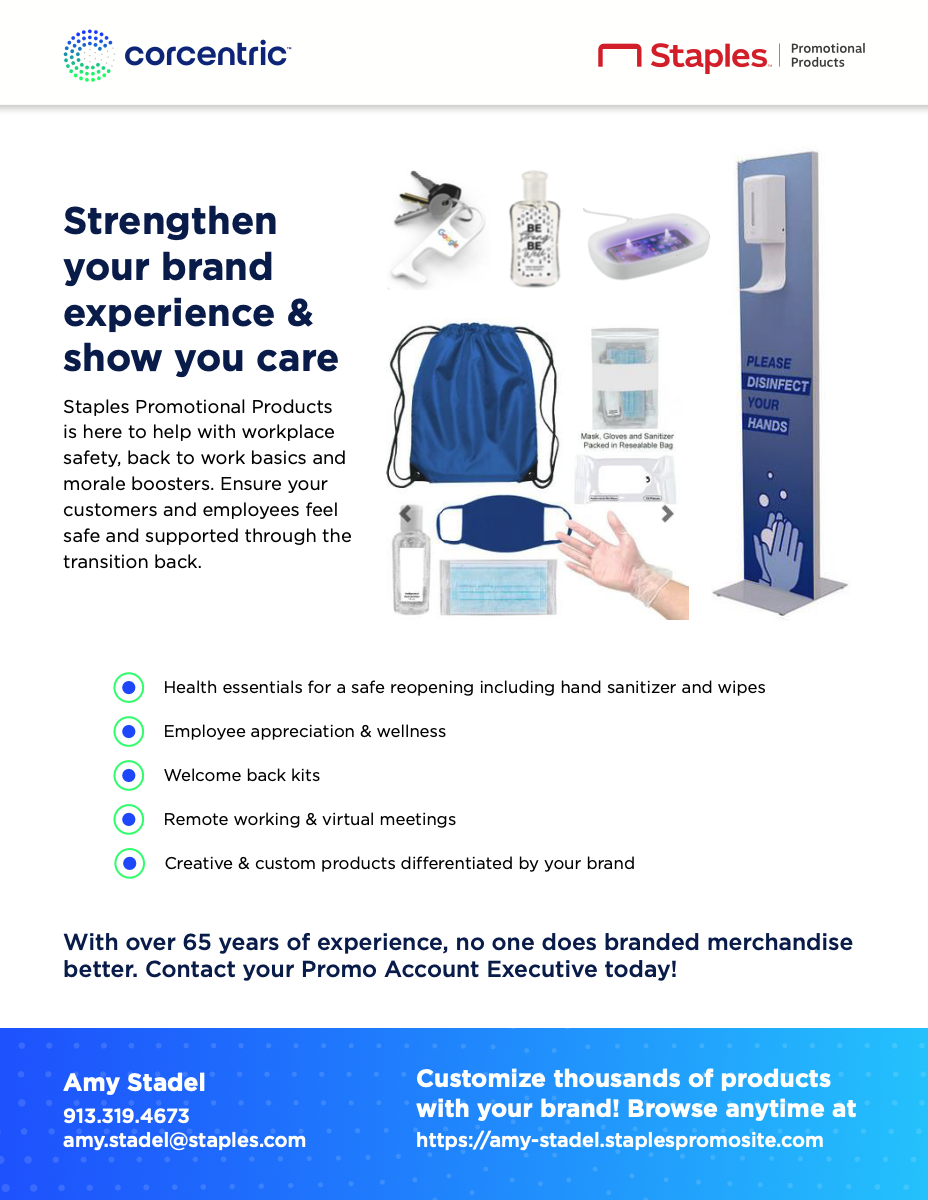 corcentric™
Staples™
Promotional
Products
Strengthen
your brand
experience &
show you care
Staples Promotional Products
is here to help with workplace
safety, back to work basics and
morale boosters. Ensure your
customers and employees feel
safe and supported through the
transition back.
Google
BE
Strong
BE
Well
Mask, Gloves and Sanitizer
Packed in Resealable Bag
PLEASE
DISINFECT
YOUR
HANDS
Health essentials for a safe reopening including hand sanitizer and wipes
Employee appreciation & wellness
Welcome back kits
Remote working & virtual meetings
Creative & custom products differentiated by your brand
With over 65 years of experience, no one does branded merchandise
better. Contact your Promo Account Executive today!
Amy Stadel
913.319.4673
amy.stadel@staples.com
Customize thousands of products
with your brand! Browse anytime at
https://amy-stadel.staplespromosite.com